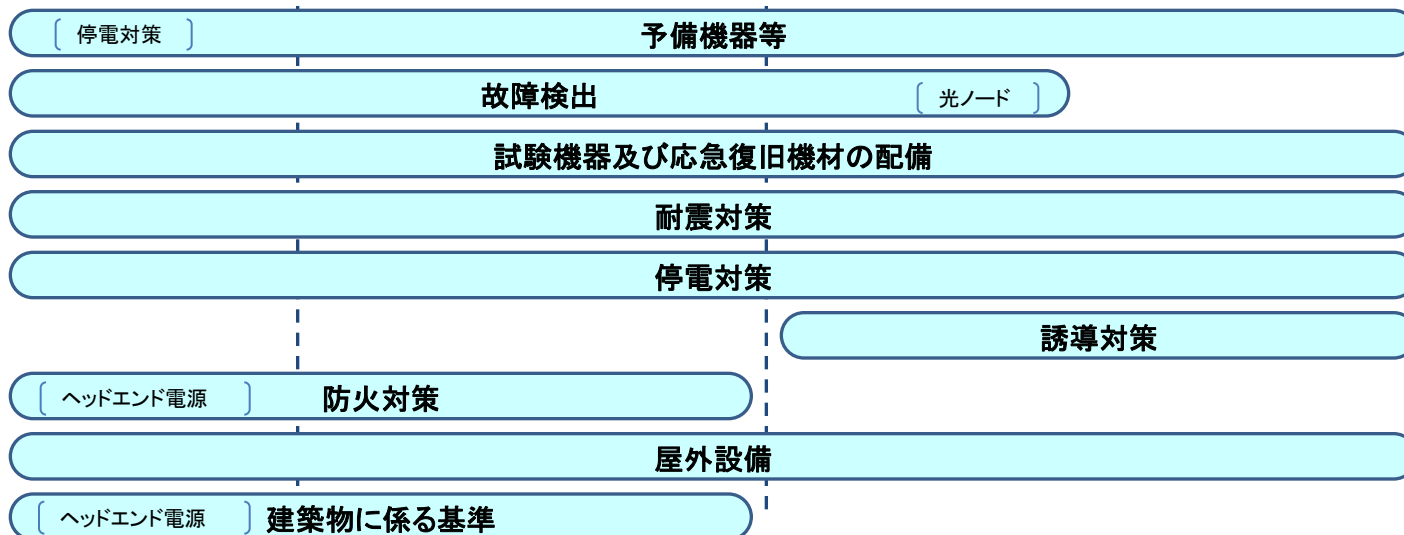 停電対策 予備機器等
故障検出 光ノード
試験機器及び応急復旧機材の配備
耐震対策
停電対策
誘導対策
ヘッドエンド電源 防火対策
屋外設備
ヘッドエンド電源 建築物に係る基準